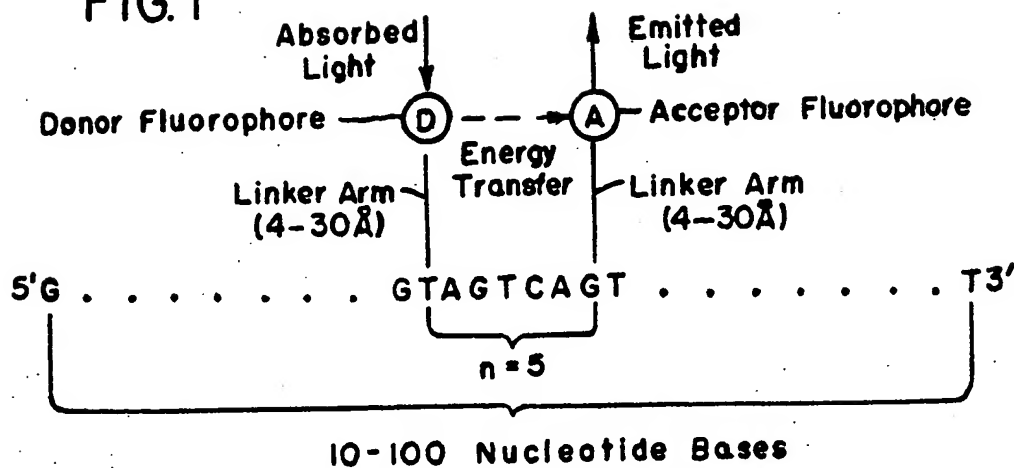 FIG. 1
Absorbed Light
Emitted Light
Donor Fluorophore
D
A
Acceptor Fluorophore
Energy Transfer
Linker Arm (4-30Å)
Linker Arm (4-30Å)
5'G . . . . . . . GTAGTCAGT . . . . . . . T3'
n = 5
10-100 Nucleotide Bases